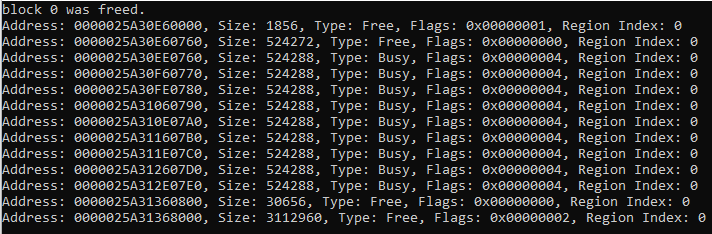 block 0 was freed.
Address: 0000025A30E60000, Size: 1856, Type: Free, Flags: 0x00000001, Region Index: 0
Address: 0000025A30E60760, Size: 524272, Type: Free, Flags: 0x00000000, Region Index: 0
Address: 0000025A30EE0760, Size: 524288, Type: Busy, Flags: 0x00000004, Region Index: 0
Address: 0000025A30F60770, Size: 524288, Type: Busy, Flags: 0x00000004, Region Index: 0
Address: 0000025A30FE0780, Size: 524288, Type: Busy, Flags: 0x00000004, Region Index: 0
Address: 0000025A31060790, Size: 524288, Type: Busy, Flags: 0x00000004, Region Index: 0
Address: 0000025A310E07A0, Size: 524288, Type: Busy, Flags: 0x00000004, Region Index: 0
Address: 0000025A311607B0, Size: 524288, Type: Busy, Flags: 0x00000004, Region Index: 0
Address: 0000025A311E07C0, Size: 524288, Type: Busy, Flags: 0x00000004, Region Index: 0
Address: 0000025A312607D0, Size: 524288, Type: Busy, Flags: 0x00000004, Region Index: 0
Address: 0000025A312E07E0, Size: 524288, Type: Busy, Flags: 0x00000004, Region Index: 0
Address: 0000025A31360800, Size: 30656, Type: Free, Flags: 0x00000000, Region Index: 0
Address: 0000025A31368000, Size: 3112960, Type: Free, Flags: 0x00000002, Region Index: 0